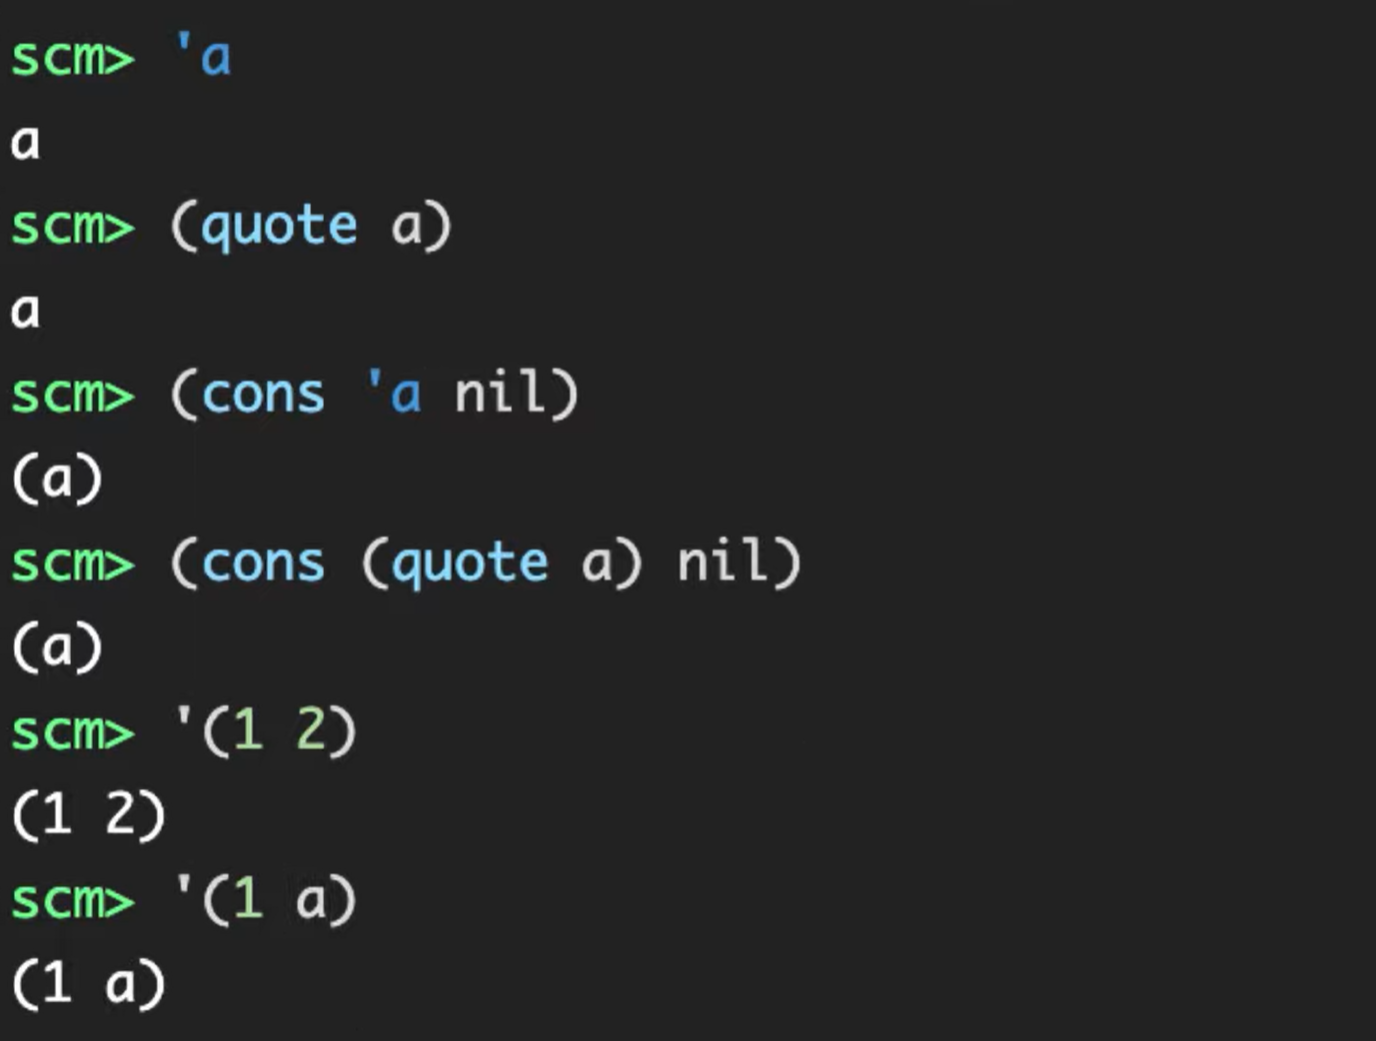 scm> 'a
a
scm> (quote a)
a
scm> (cons 'a nil)
(a)
scm> (cons (quote a) nil)
(a)
scm> '(1 2)
(1 2)
scm> '(1 a)
(1 a)